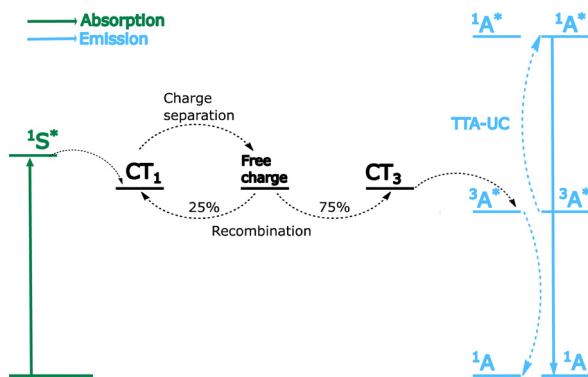 Absorption
Emission
¹A*
¹A*
Charge
separation
¹S*
TTA-UC
CT₁
Free
charge
CT₃
³A*
³A*
25%
75%
Recombination
¹A
¹A